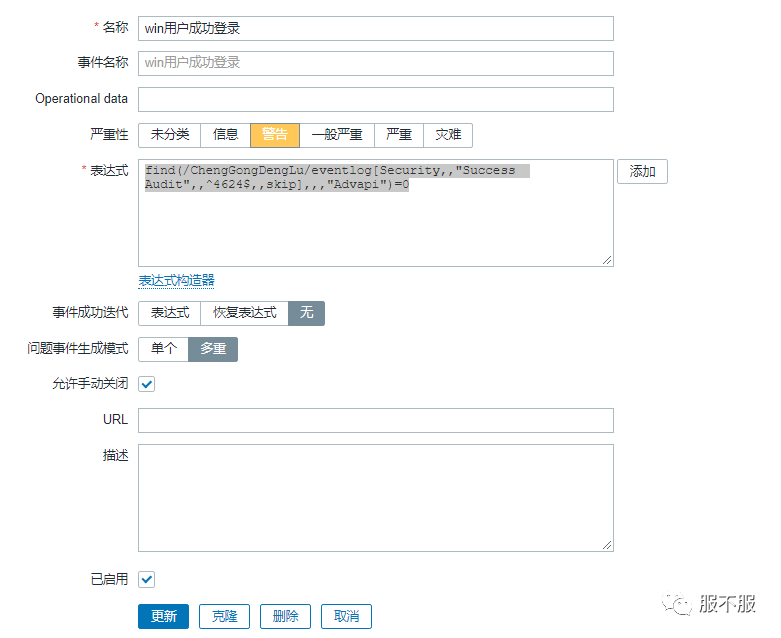 * 名称 win用户成功登录
事件名称 win用户成功登录
Operational data
严重性 未分类 信息 警告 一般严重 严重 灾难
* 表达式 find(/ChengGongDengLu/eventlog[Security,,"Success 添加
Audit",,^4624$,,skip],,,"Advapi")=0
表达式构造器
事件成功迭代 表达式 恢复表达式 无
问题事件生成模式 单个 多重
允许手动关闭
URL
描述
已启用
更新 克隆 删除 取消
服不服